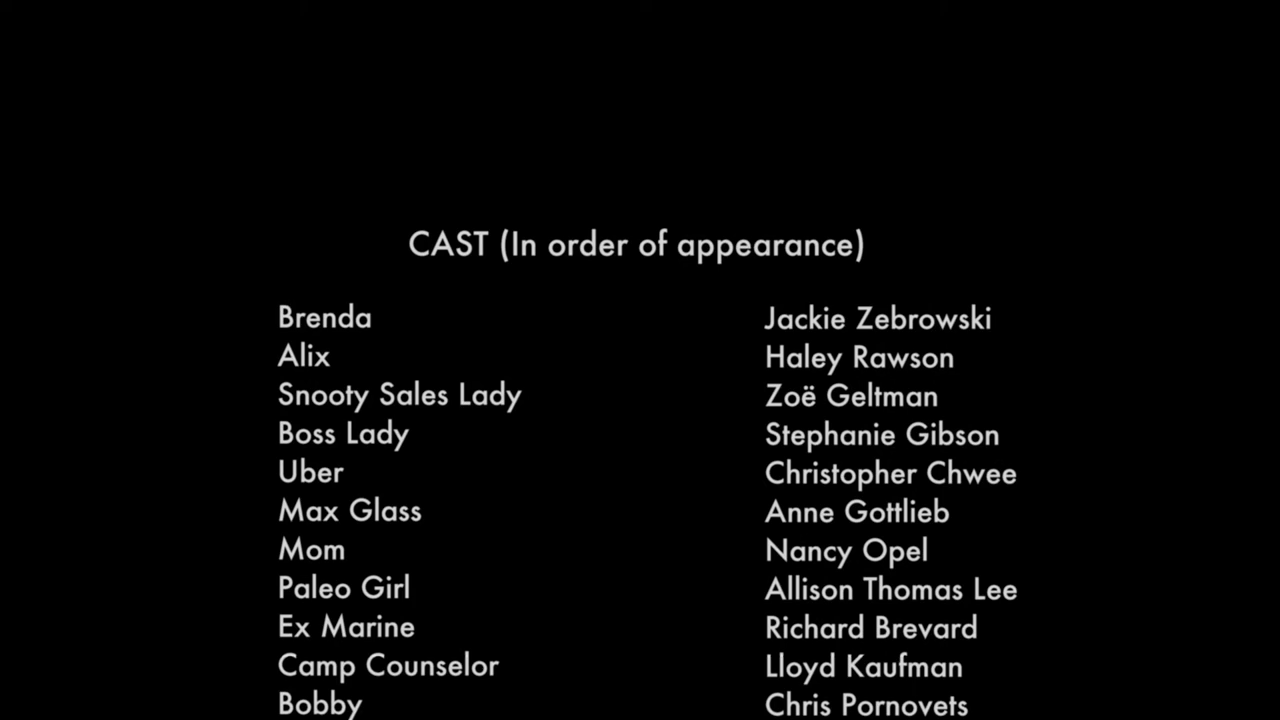 CAST (In order of appearance)
Brenda Jackie Zebrowski
Alix Haley Rawson
Snooty Sales Lady Zoë Geltman
Boss Lady Stephanie Gibson
Uber Christopher Chwee
Max Glass Anne Gottlieb
Mom Nancy Opel
Paleo Girl Allison Thomas Lee
Ex Marine Richard Brevard
Camp Counselor Lloyd Kaufman
Bobby Chris Pornovets